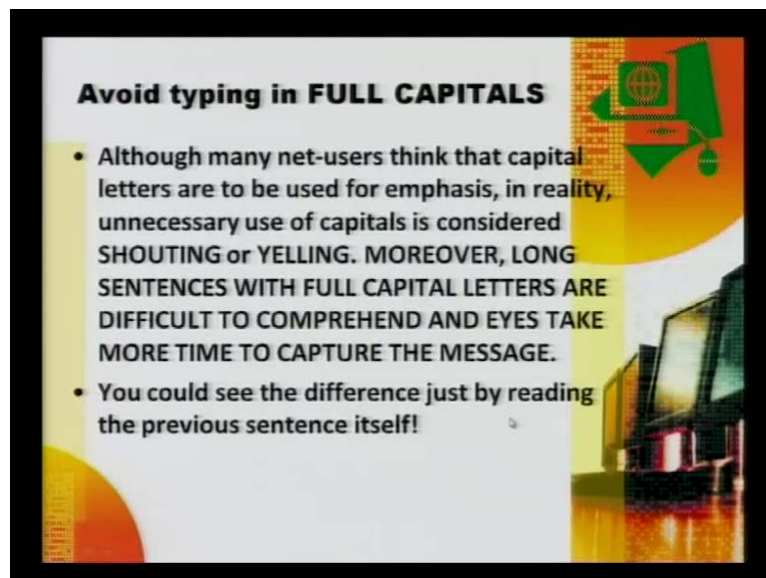 Avoid typing in FULL CAPITALS
• Although many net-users think that capital
letters are to be used for emphasis, in reality,
unnecessary use of capitals is considered
SHOUTING or YELLING. MOREOVER, LONG
SENTENCES WITH FULL CAPITAL LETTERS ARE
DIFFICULT TO COMPREHEND AND EYES TAKE
MORE TIME TO CAPTURE THE MESSAGE.
• You could see the difference just by reading
the previous sentence itself!